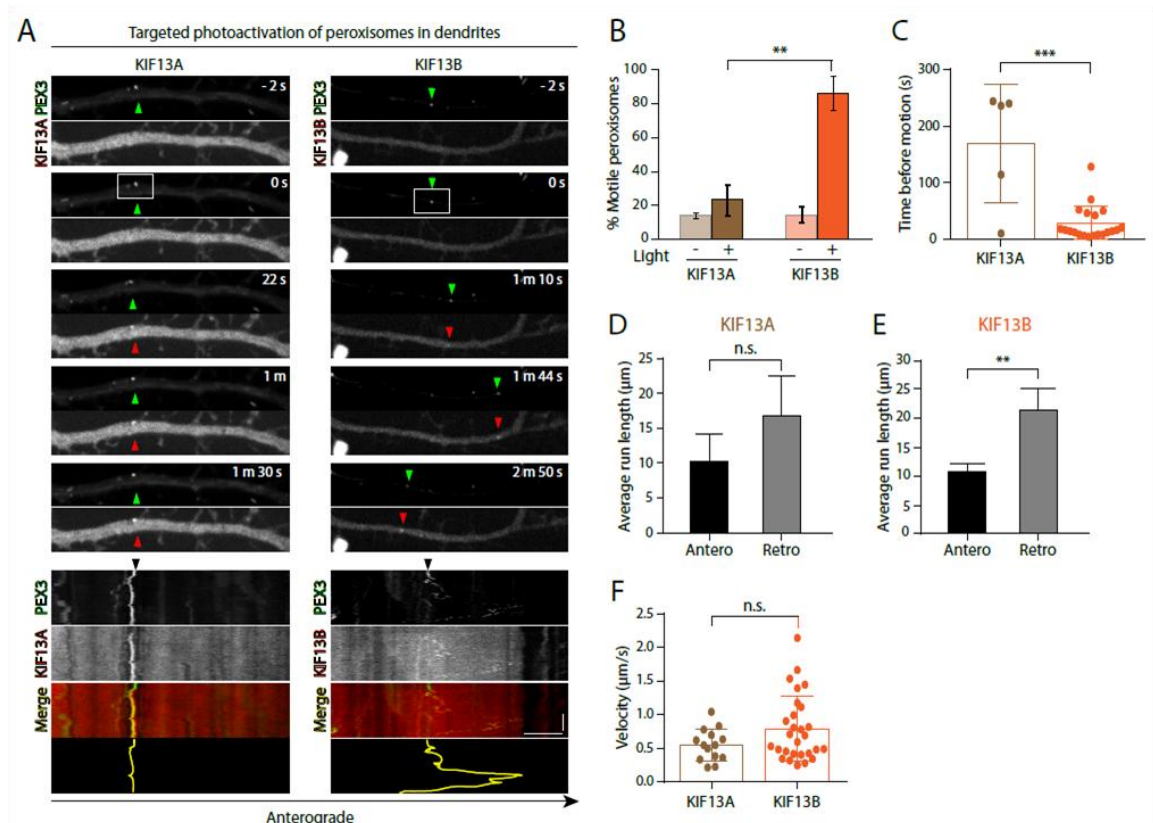 A
Targeted photoactivation of peroxisomes in dendrites
KIF13A
KIF13B
KIF13A PEX3
- 2 s
KIF13B PEX3
- 2 s
0 s
0 s
22 s
1 m 10 s
1 m
1 m 44 s
1 m 30 s
2 m 50 s
PEX3
PEX3
KIF13A
KIF13B
Merge
Merge
Anterograde
B
**
% Motile peroxisomes
100
80
60
40
20
0
Light
- + - +
KIF13A KIF13B
C
***
Time before motion (s)
300
200
100
0
KIF13A KIF13B
D
KIF13A
n.s.
Average run length (μm)
25
20
15
10
5
0
Antero Retro
E
KIF13B
**
Average run length (μm)
30
25
20
15
10
5
0
Antero Retro
F
n.s.
Velocity (μm/s)
2.5
2.0
1.5
1.0
0.5
0.0
KIF13A KIF13B